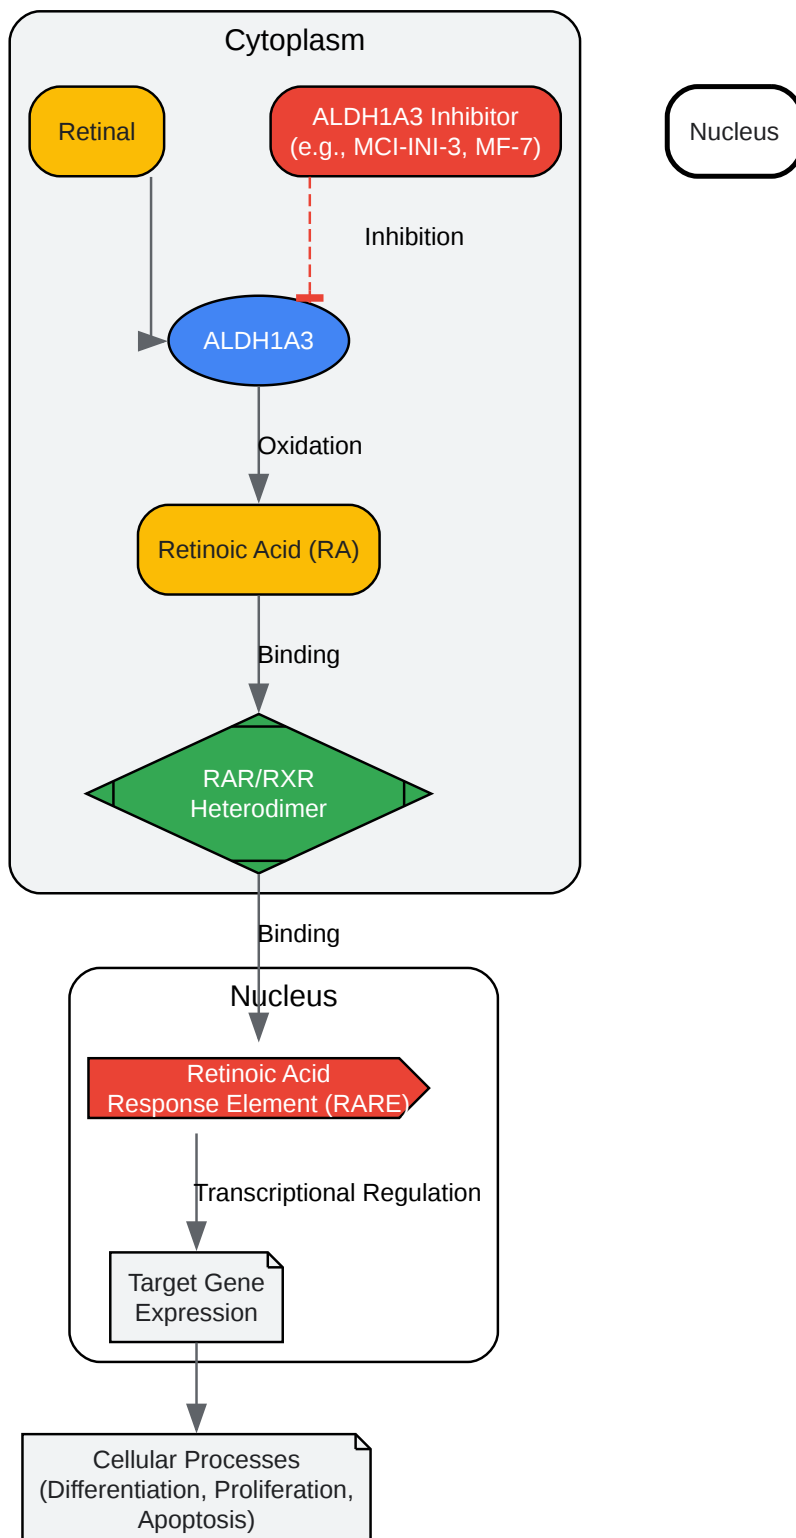 Cytoplasm
Retinal
ALDH1A3 Inhibitor
(e.g., MCI-INI-3, MF-7)
Nucleus
Inhibition
ALDH1A3
Oxidation
Retinoic Acid (RA)
Binding
RAR/RXR
Heterodimer
Binding
Nucleus
Retinoic Acid
Response Element (RARE)
Transcriptional Regulation
Target Gene
Expression
Cellular Processes
(Differentiation, Proliferation,
Apoptosis)